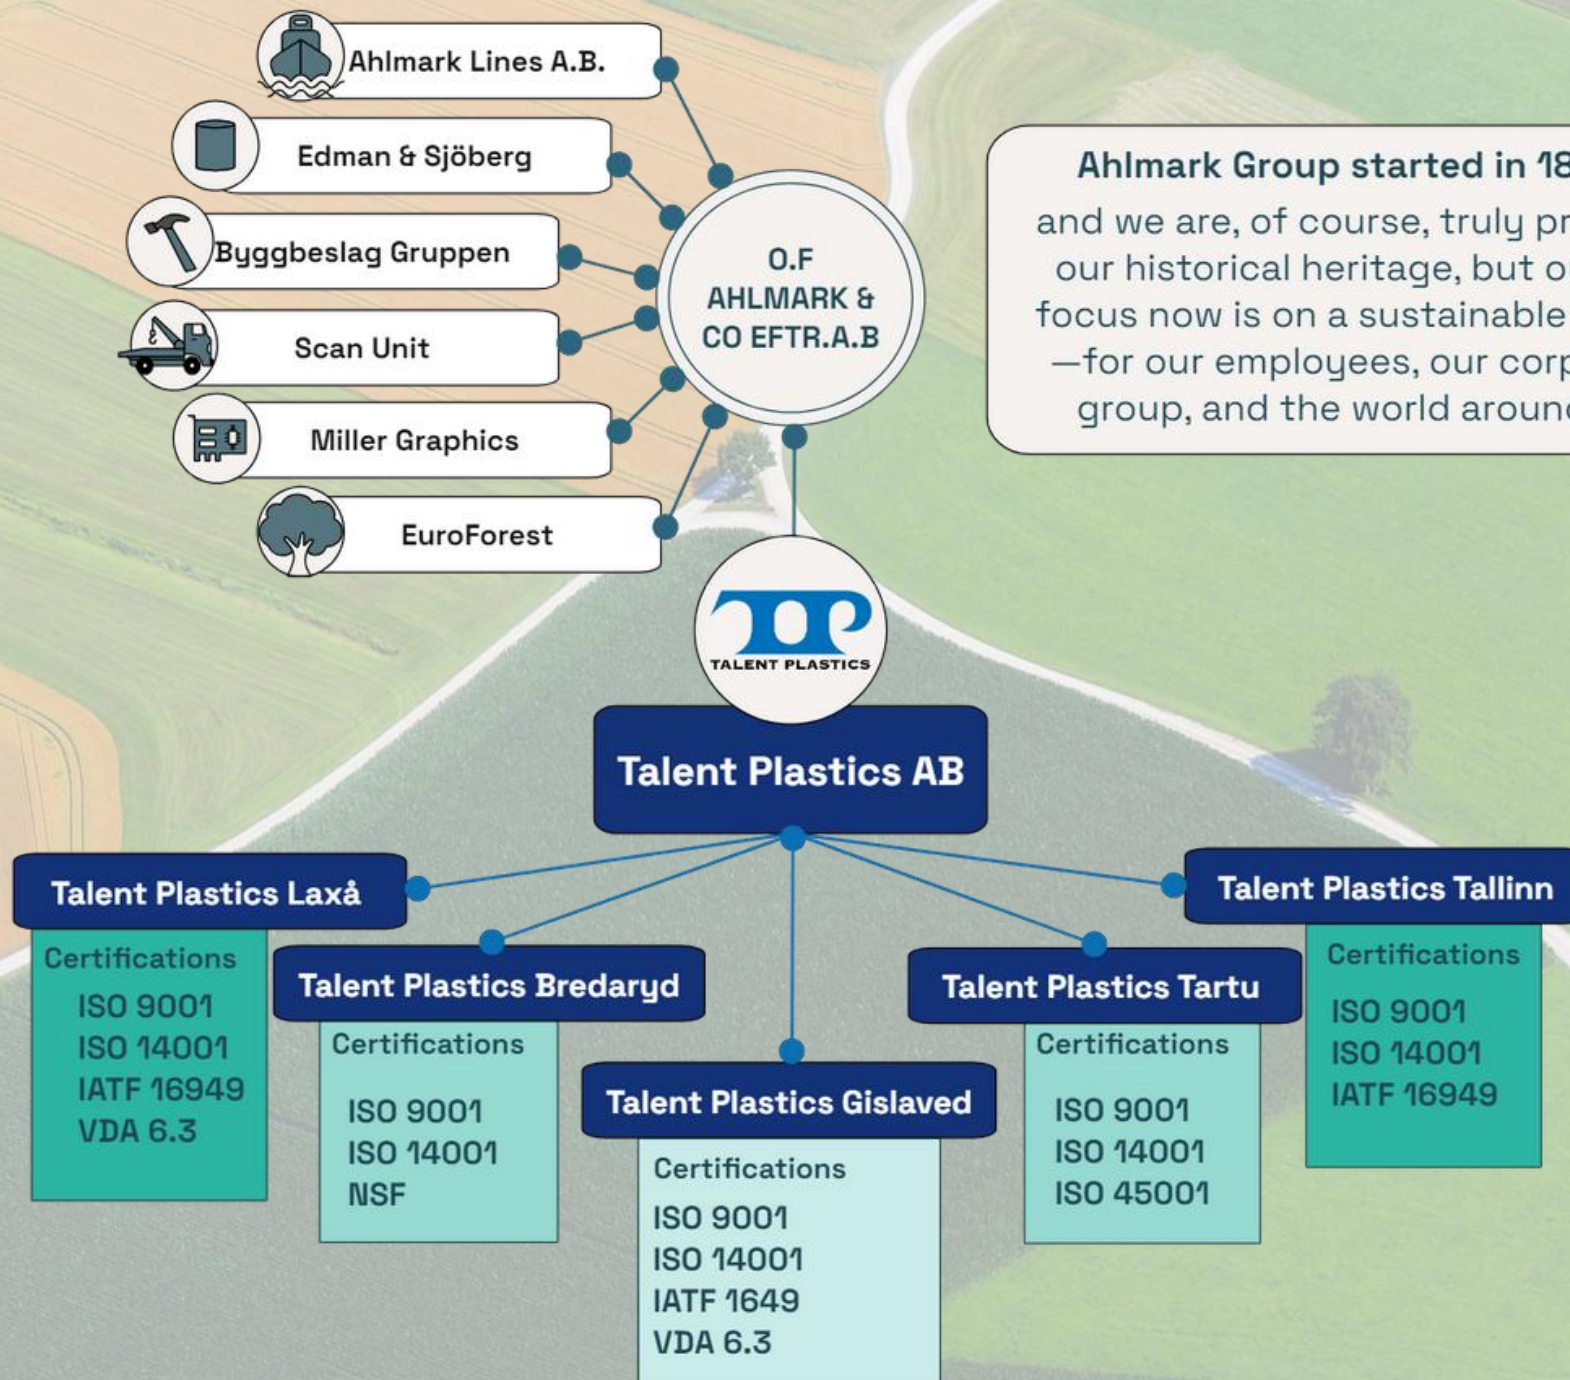 Ahlmark Lines A.B.
Edman & Sjöberg
Byggbeslag Gruppen
Scan Unit
Miller Graphics
EuroForest
O.F
AHLMARK &
CO EFTR.A.B
Ahlmark Group started in 18
and we are, of course, truly pr
our historical heritage, but o
focus now is on a sustainable
—for our employees, our corp
group, and the world aroun
TALENT PLASTICS
Talent Plastics AB
Talent Plastics Laxå
Certifications
ISO 9001
ISO 14001
IATF 16949
VDA 6.3
Talent Plastics Bredaryd
Certifications
ISO 9001
ISO 14001
NSF
Talent Plastics Gislaved
Certifications
ISO 9001
ISO 14001
IATF 1649
VDA 6.3
Talent Plastics Tartu
Certifications
ISO 9001
ISO 14001
ISO 45001
Talent Plastics Tallinn
Certifications
ISO 9001
ISO 14001
IATF 16949